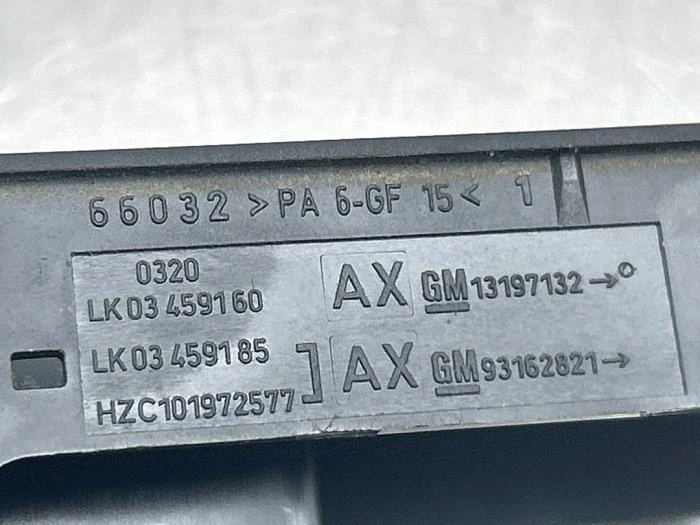 66032 >PA 6-GF 15< 1
0320
LK03 459160 AX GM13197132→°
LK03 459185
HZC101972577 ] AX GM93162821→